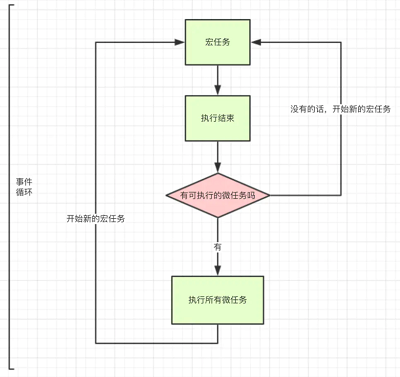 宏任务
没有的话，开始新的宏任务
执行结束
事件
循环
有可执行的微任务吗
开始新的宏任务
有
执行所有微任务